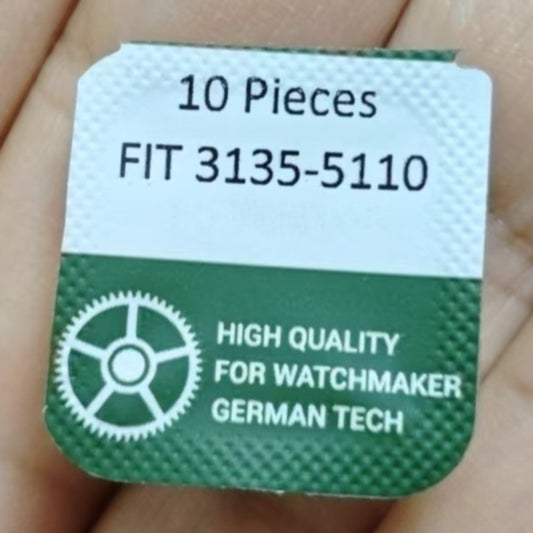 10 Pieces
FIT 3135-5110
HIGH QUALITY
FOR WATCHMAKER
GERMAN TECH